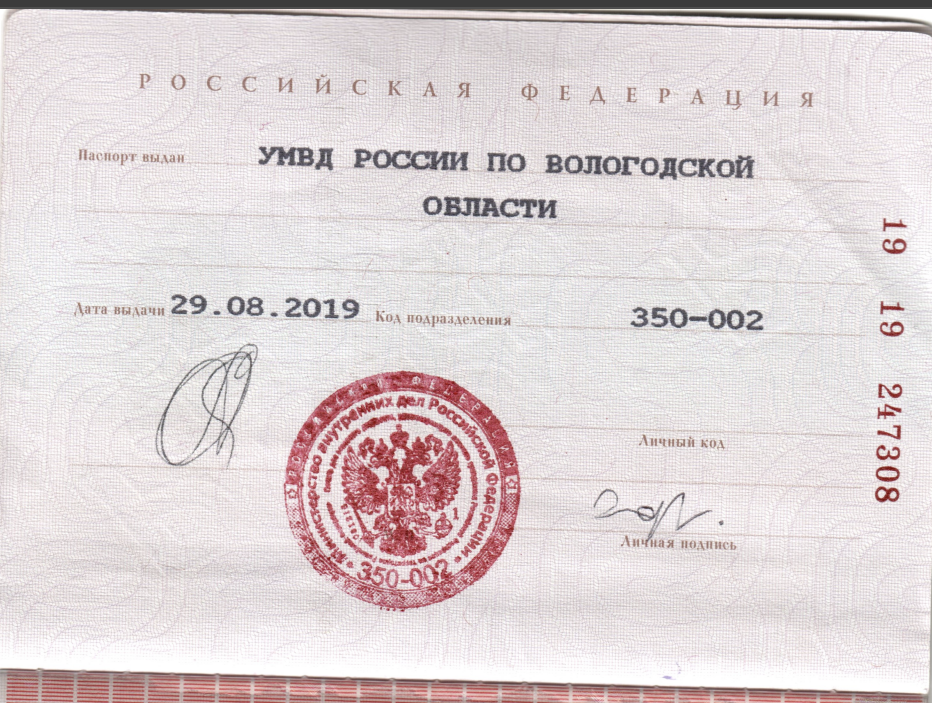 РОССИЙСКАЯ ФЕДЕРАЦИЯ
Паспорт выдан УМВД РОССИИ ПО ВОЛОГОДСКОЙ
ОБЛАСТИ
Дата выдачи 29.08.2019 Код подразделения 350-002
19 19 247308
Министерство внутренних дел Российской Федерации
350-002
Личный код
Личная подпись